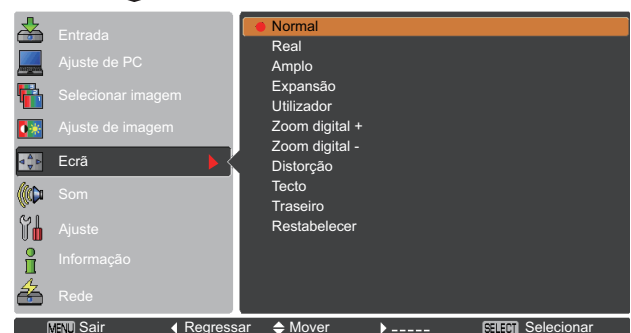 Entrada
Ajuste de PC
Selecionar imagem
Ajuste de imagem
Ecrã
Som
Ajuste
Informação
Rede
Normal
Real
Amplo
Expansão
Utilizador
Zoom digital +
Zoom digital -
Distorção
Tecto
Traseiro
Restabelecer
MENU Sair Regressar Mover ----- SELECT Selecionar